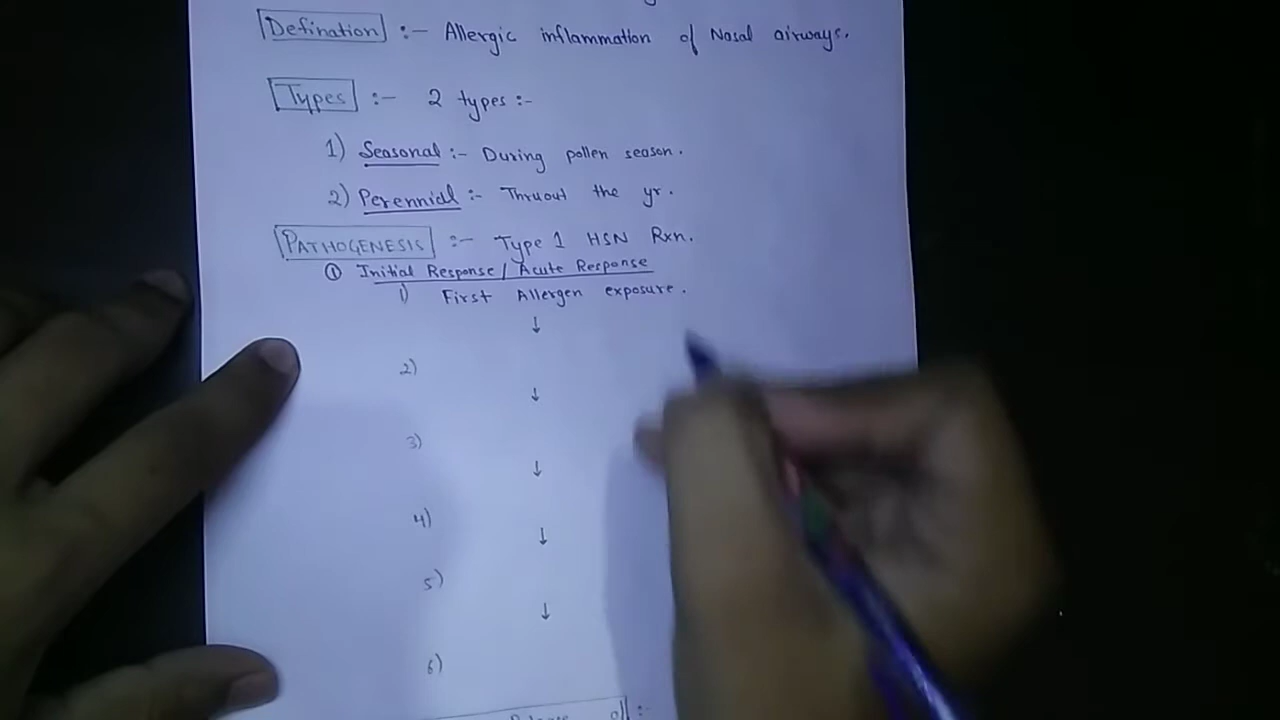 Defination :- Allergic inflammation of Nasal airways.
Types :- 2 types :-
1) Seasonal :- During pollen season.
2) Perennial :- Thruout the yr.
PATHOGENESIS :- Type 1 HSN Rxn.
① Initial Response / Acute Response
1) First Allergen exposure.
↓
2)
↓
3)
↓
4)
↓
5)
↓
6)